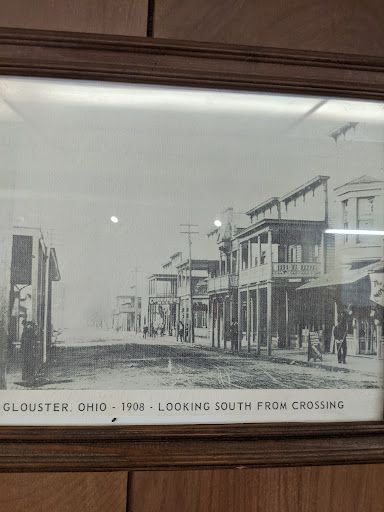 GLOUSTER, OHIO - 1908 - LOOKING SOUTH FROM CROSSING